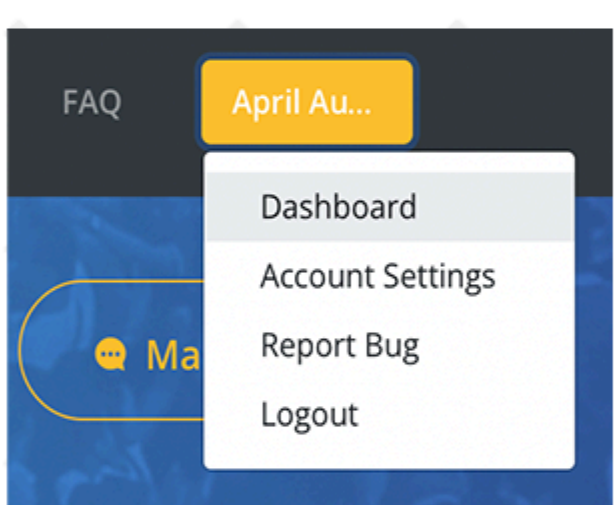 FAQ
April Au...
Dashboard
Account Settings
Report Bug
Logout
Ma